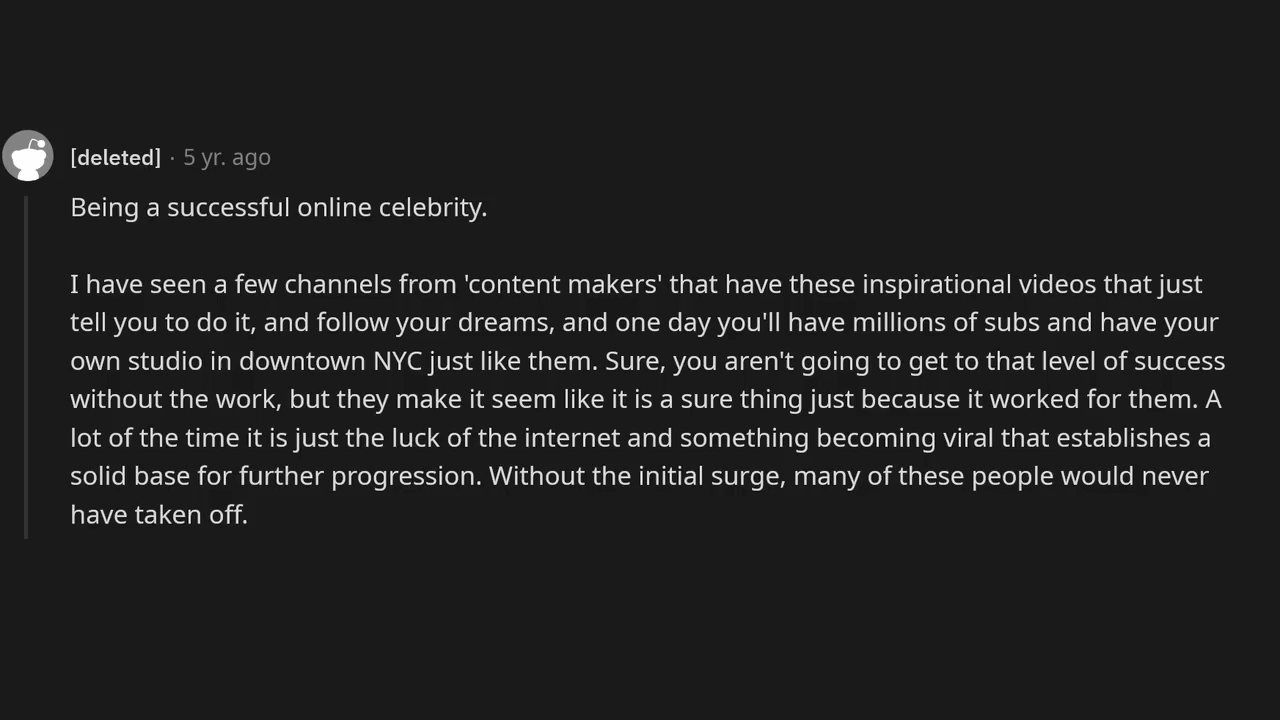 [deleted] · 5 yr. ago
Being a successful online celebrity.
I have seen a few channels from 'content makers' that have these inspirational videos that just
tell you to do it, and follow your dreams, and one day you'll have millions of subs and have your
own studio in downtown NYC just like them. Sure, you aren't going to get to that level of success
without the work, but they make it seem like it is a sure thing just because it worked for them. A
lot of the time it is just the luck of the internet and something becoming viral that establishes a
solid base for further progression. Without the initial surge, many of these people would never
have taken off.